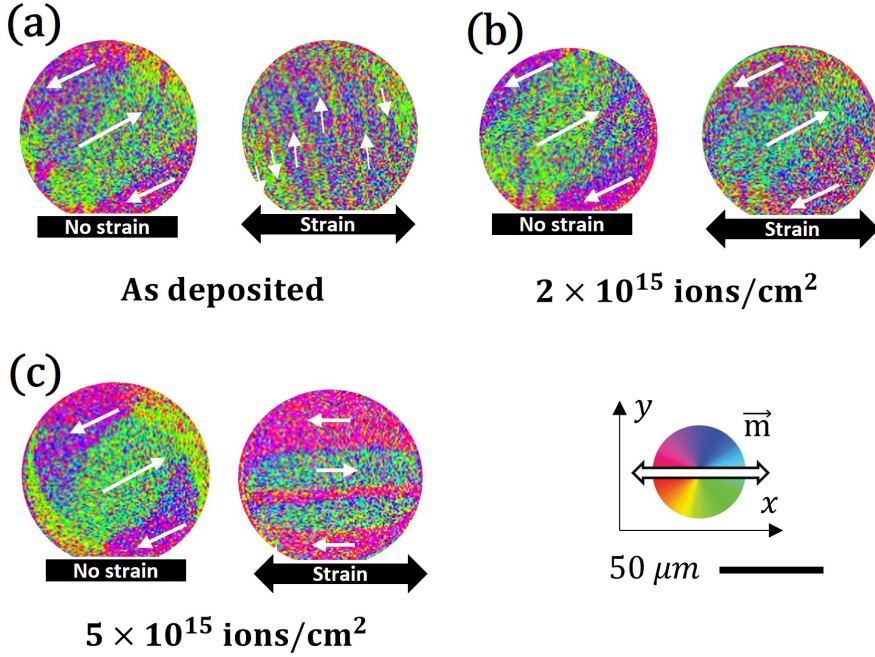 (a)
No strain
Strain
As deposited
(b)
No strain
Strain
2 × 10¹⁵ ions/cm²
(c)
No strain
Strain
5 × 10¹⁵ ions/cm²
y
m⃗
x
50 μm